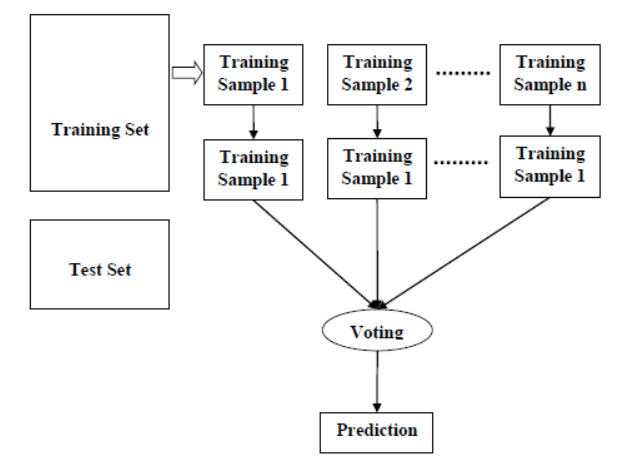 Training Set
Training
Sample 1
Training
Sample 2
..........
Training
Sample n
Training
Sample 1
Training
Sample 1
..........
Training
Sample 1
Test Set
Voting
Prediction